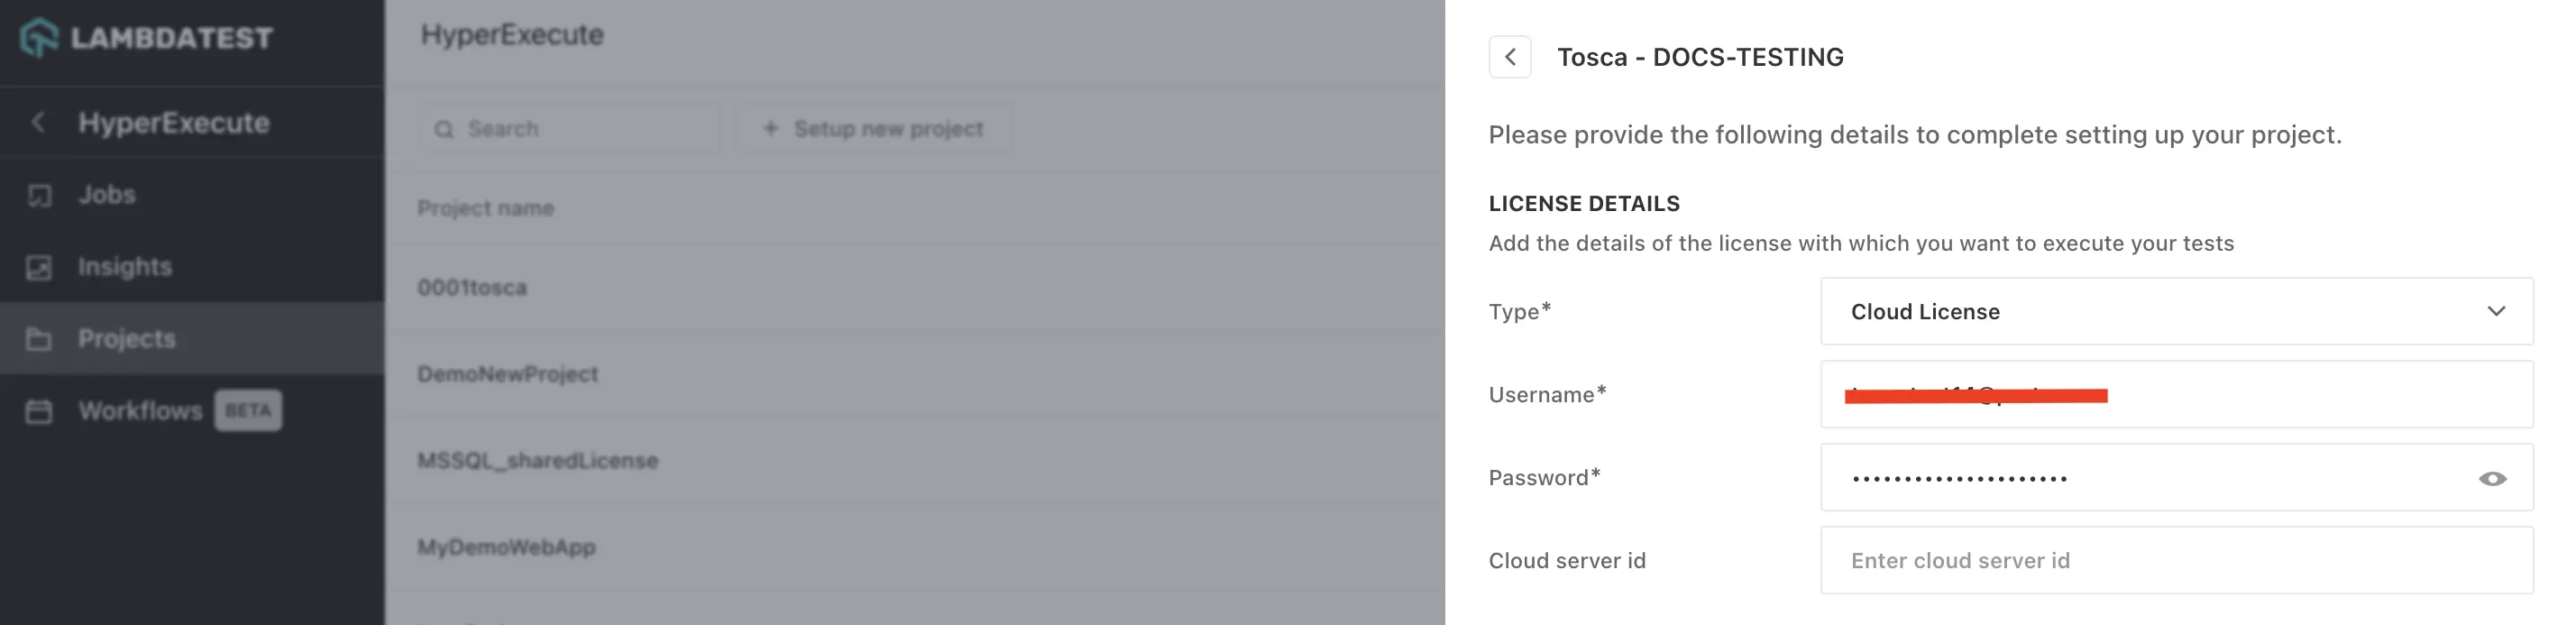 LAMBDATEST
HyperExecute
Jobs
Insights
Projects
Workflows BETA
HyperExecute
Search
+ Setup new project
Project name
0001tosca
DemoNewProject
MSSQL_sharedLicense
MyDemoWebApp
Tosca - DOCS-TESTING
Please provide the following details to complete setting up your project.
LICENSE DETAILS
Add the details of the license with which you want to execute your tests
Type*
Cloud License
Username*
Password*
•••••••••••••••••••••
Cloud server id
Enter cloud server id